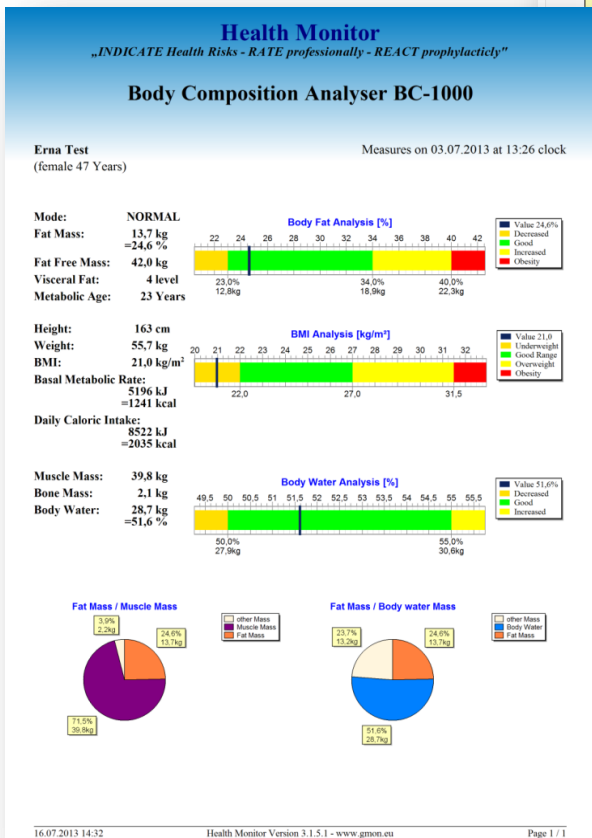 Health Monitor
„INDICATE Health Risks - RATE professionally - REACT prophylacticly"
Body Composition Analyser BC-1000
Erna Test
Measures on 03.07.2013 at 13:26 clock
(female 47 Years)
Mode: NORMAL
Fat Mass: 13,7 kg
=24,6 %
Fat Free Mass: 42,0 kg
Visceral Fat: 4 level
Metabolic Age: 23 Years
Body Fat Analysis [%]
22 24 26 28 30 32 34 36 38 40 42
23,0% 34,0% 40,0%
12,8kg 18,9kg 22,3kg
Value 24,6%
Decreased
Good
Increased
Obesity
Height: 163 cm
Weight: 55,7 kg
BMI: 21,0 kg/m²
Basal Metabolic Rate:
5196 kJ
=1241 kcal
Daily Caloric Intake:
8522 kJ
=2035 kcal
BMI Analysis [kg/m²]
20 21 22 23 24 25 26 27 28 29 30 31 32
22,0 27,0 31,5
Value 21,0
Underweight
Good Range
Overweight
Obesity
Muscle Mass: 39,8 kg
Bone Mass: 2,1 kg
Body Water: 28,7 kg
=51,6 %
Body Water Analysis [%]
49,5 50 50,5 51 51,5 52 52,5 53 53,5 54 54,5 55 55,5
50,0% 55,0%
27,9kg 30,6kg
Value 51,6%
Decreased
Good
Increased
Fat Mass / Muscle Mass
3,9%
2,2kg
24,6%
13,7kg
71,5%
39,8kg
other Mass
Muscle Mass
Fat Mass
Fat Mass / Body water Mass
23,7%
13,2kg
24,6%
13,7kg
51,6%
28,7kg
other Mass
Body Water
Fat Mass
16.07.2013 14:32 Health Monitor Version 3.1.5.1 - www.gmon.eu Page 1 / 1